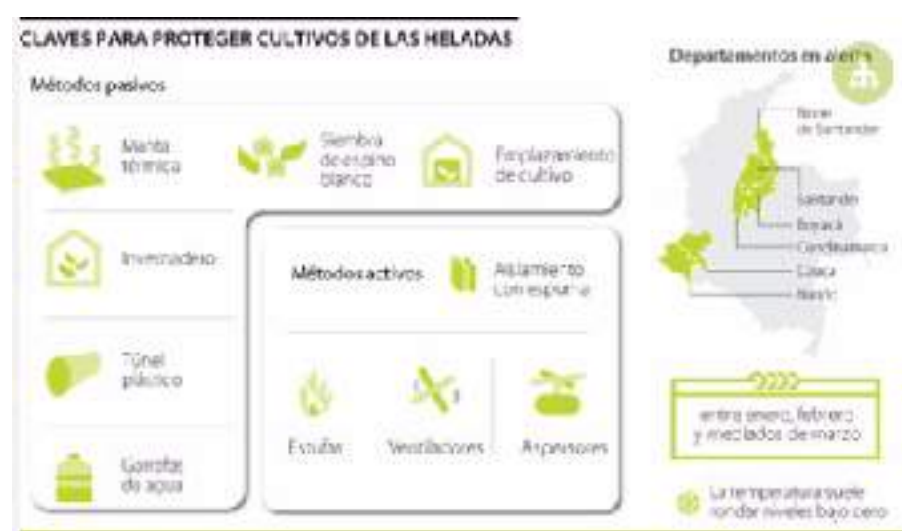 CLAVES PARA PROTEGER CULTIVOS DE LAS HELADAS
Métodos pasivos
Manta
térmica
Siembra
de espino
blanco
Emplazamiento
de cultivo
Invernadero
Túnel
plástico
Garrafas
de agua
Métodos activos
Aislamiento
con espuma
Estufas
Ventiladores
Aspersores
Departamentos en alerta
Norte
de Santander
Santander
Boyacá
Cundinamarca
Cauca
Nariño
entre enero, febrero
y mediados de marzo
La temperatura suele
rondar niveles bajo cero